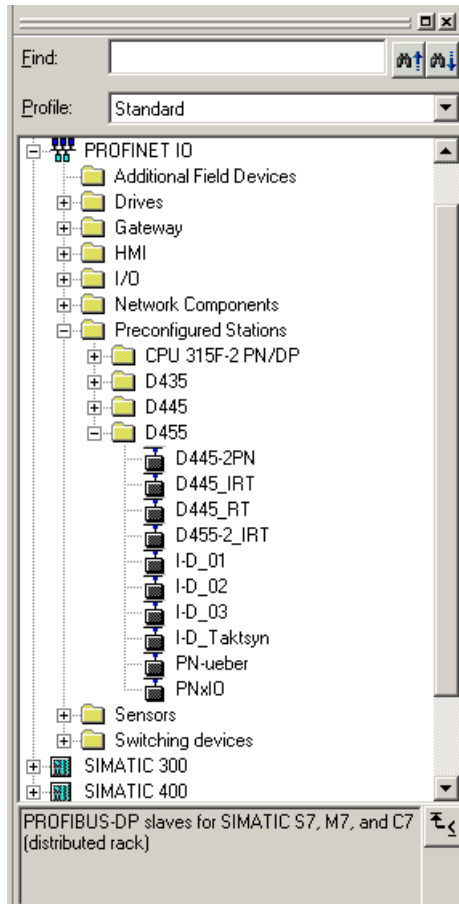 Find:
Profile: Standard
PROFINET IO
Additional Field Devices
Drives
Gateway
HMI
I/O
Network Components
Preconfigured Stations
CPU 315F-2 PN/DP
D435
D445
D455
D445-2PN
D445_IRT
D445_RT
D455-2_IRT
I-D_01
I-D_02
I-D_03
I-D_Taktsyn
PN-ueber
PNxIO
Sensors
Switching devices
SIMATIC 300
SIMATIC 400
PROFIBUS-DP slaves for SIMATIC S7, M7, and C7
(distributed rack)